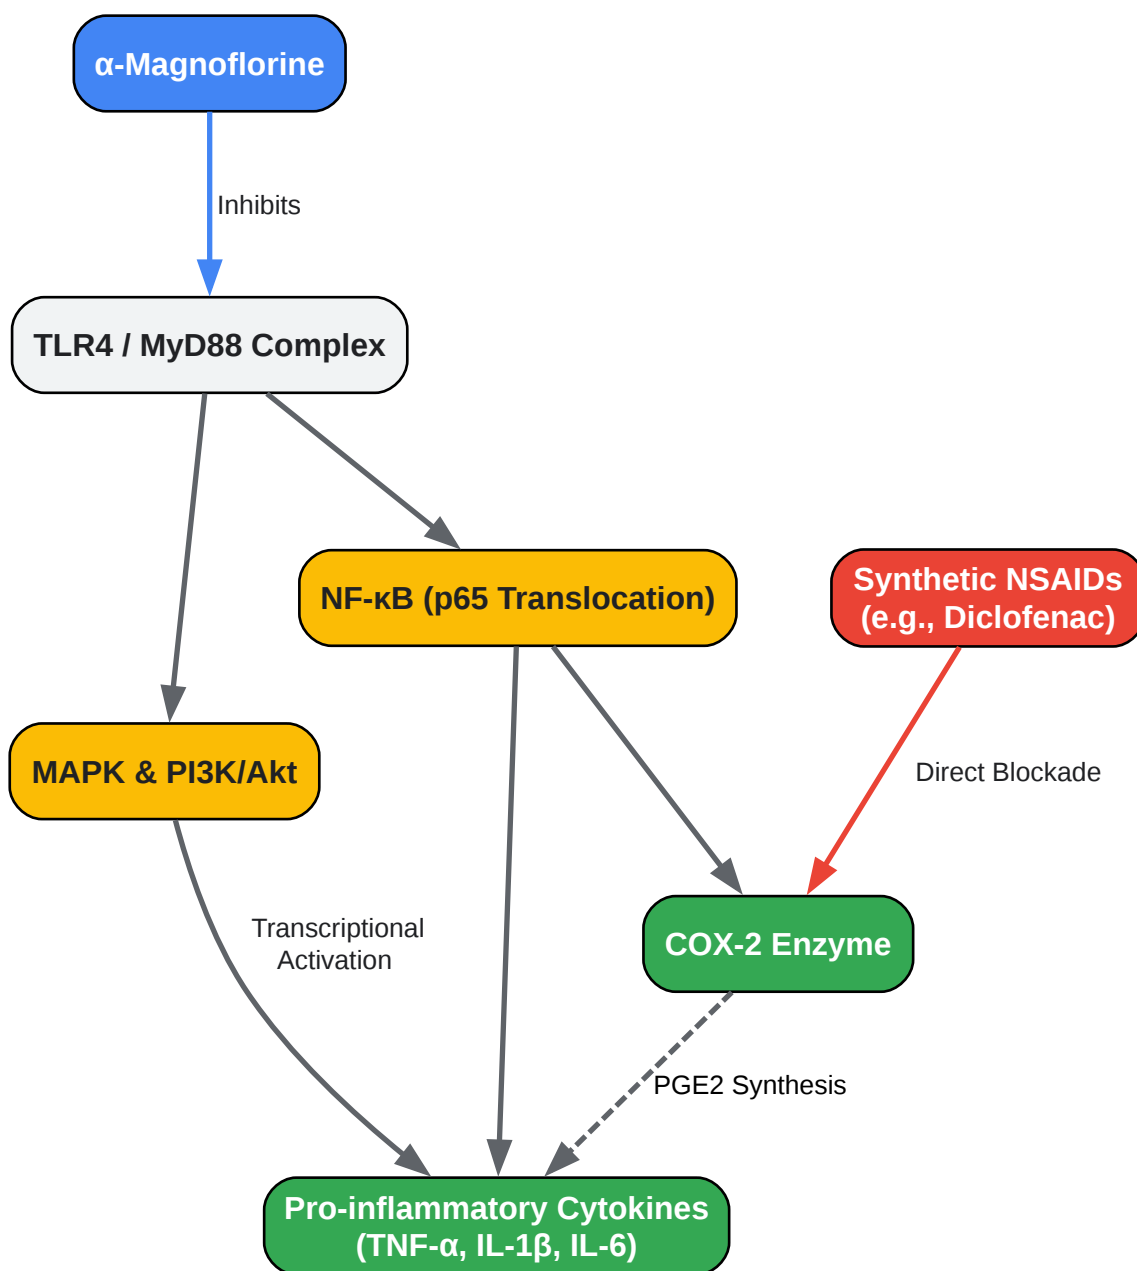 α-Magnoflorine
Inhibits
TLR4 / MyD88 Complex
NF-κB (p65 Translocation)
Synthetic NSAIDs
(e.g., Diclofenac)
MAPK & PI3K/Akt
Direct Blockade
Transcriptional
Activation
COX-2 Enzyme
PGE2 Synthesis
Pro-inflammatory Cytokines
(TNF-α, IL-1β, IL-6)